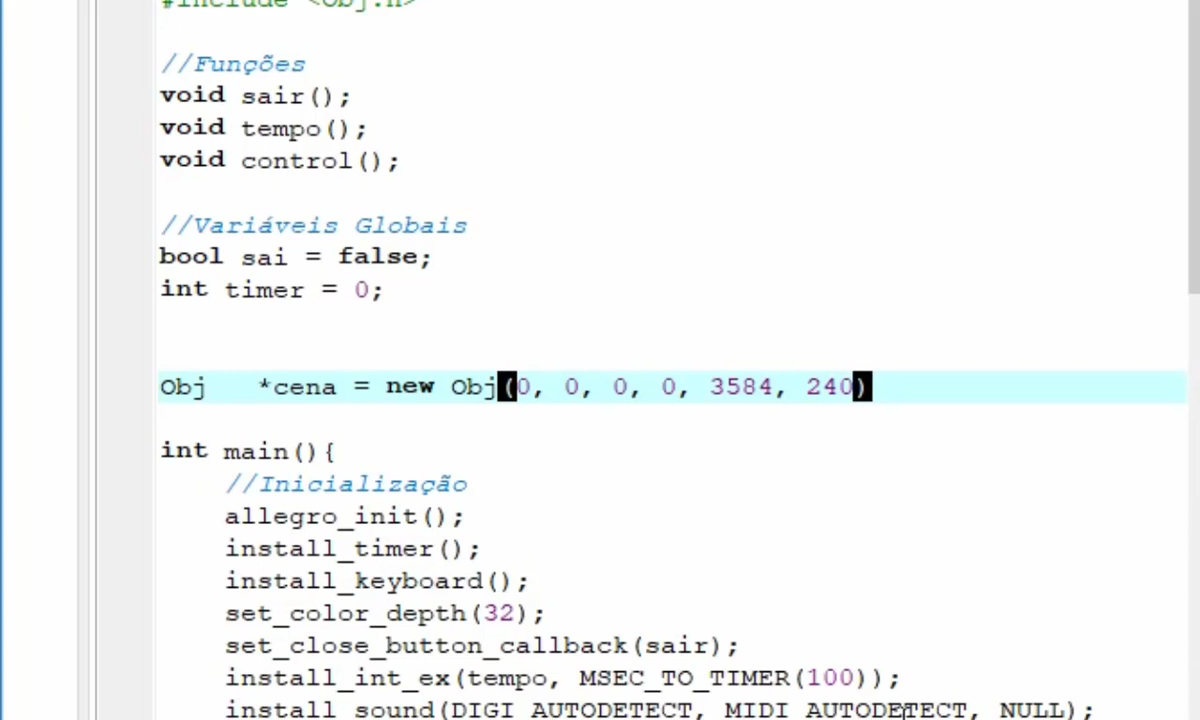 #include <Obj.h>
//Funções
void sair();
void tempo();
void control();
//Variáveis Globais
bool sai = false;
int timer = 0;
Obj   *cena = new Obj(0, 0, 0, 0, 3584, 240)
int main(){
//Inicialização
allegro_init();
install_timer();
install_keyboard();
set_color_depth(32);
set_close_button_callback(sair);
install_int_ex(tempo, MSEC_TO_TIMER(100));
install_sound(DIGI_AUTODETECT, MIDI_AUTODETECT, NULL);